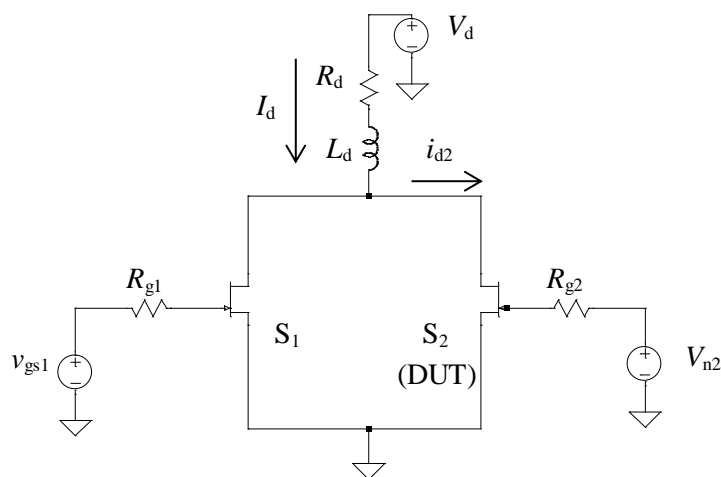 V_d
R_d
I_d
L_d
i_d2
R_g1
R_g2
S_1
S_2
(DUT)
v_gs1
V_n2